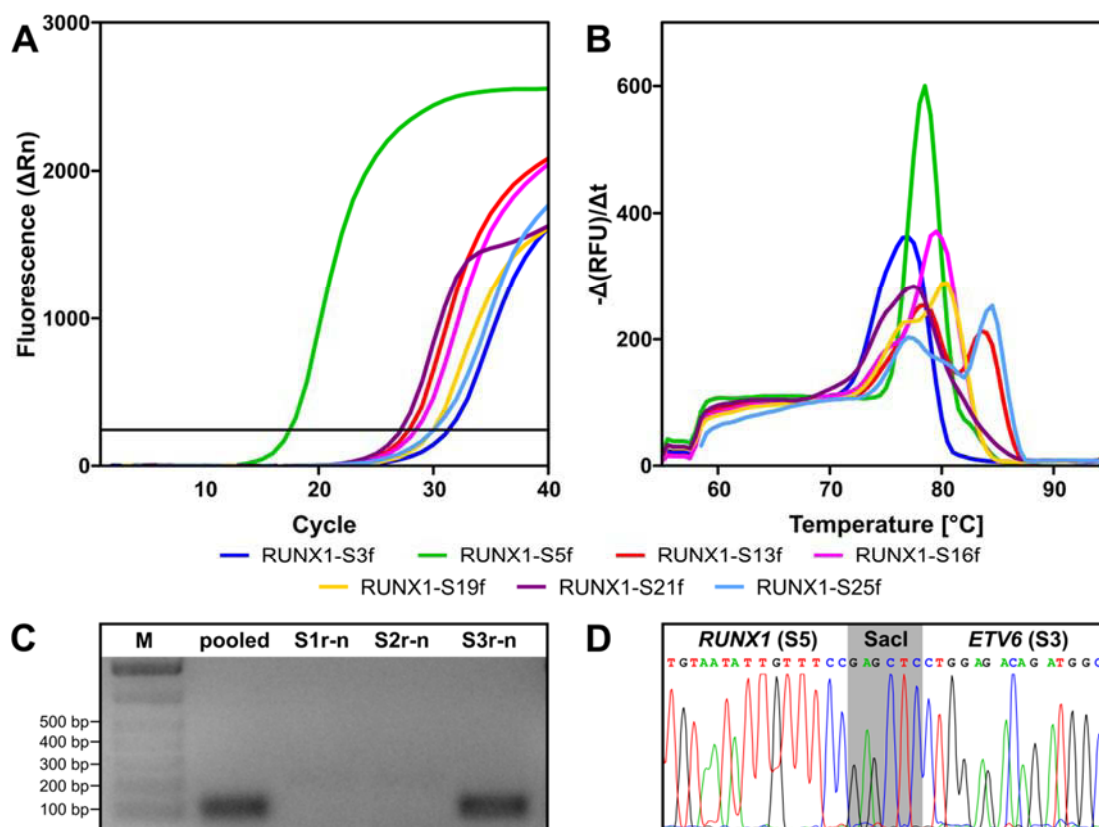 A
3000
2000
1000
0
Fluorescence (ΔRn)
10 20 30 40
Cycle
B
600
400
200
0
-Δ(RFU)/Δt
60 70 80 90
Temperature [°C]
RUNX1-S3f RUNX1-S5f RUNX1-S13f RUNX1-S16f
RUNX1-S19f RUNX1-S21f RUNX1-S25f
C
M pooled S1r-n S2r-n S3r-n
500 bp
400 bp
300 bp
200 bp
100 bp
D
RUNX1 (S5) SacI ETV6 (S3)
TGTAATATTGTTTCCGAGCTCCTGGAGACAGATGGC